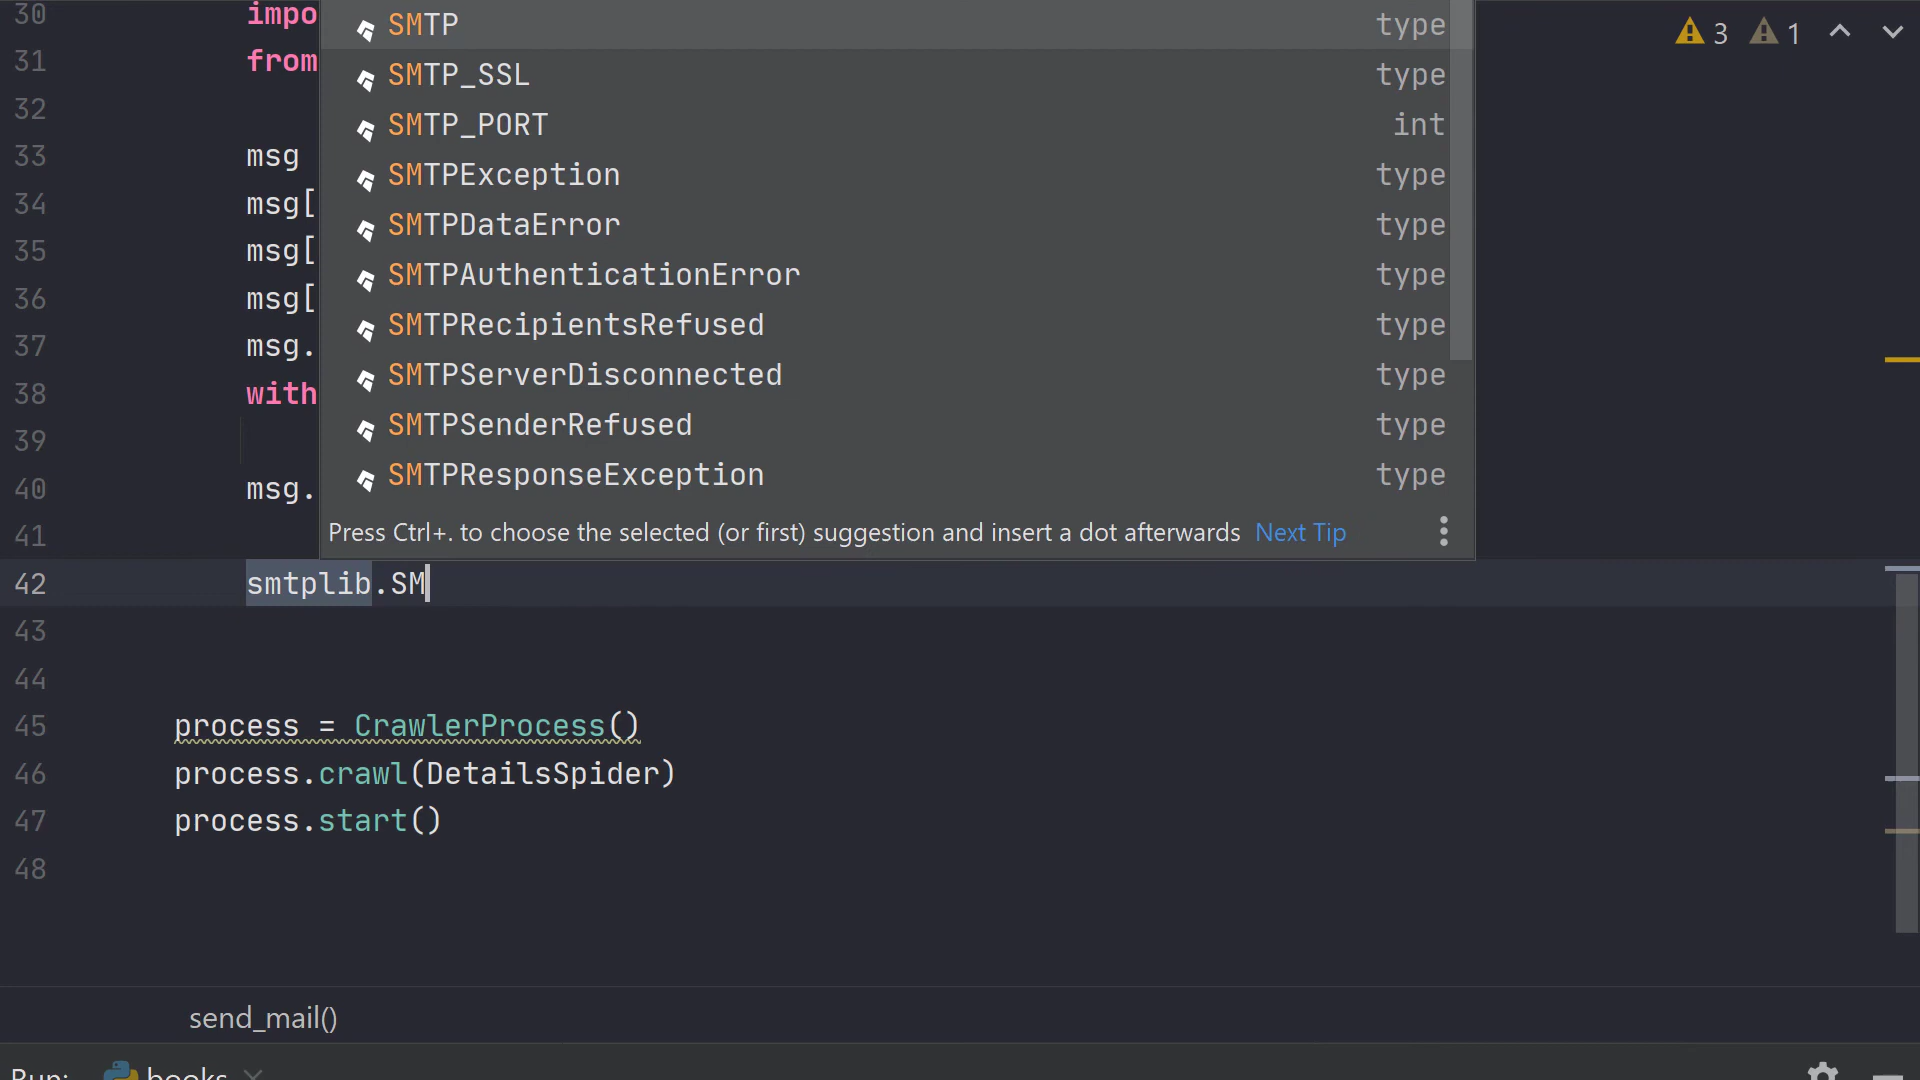 30 impo
31 from
32
33 msg
34 msg[
35 msg[
36 msg[
37 msg.
38 with
39
40 msg.
41
SMTP type
SMTP_SSL type
SMTP_PORT int
SMTPException type
SMTPDataError type
SMTPAuthenticationError type
SMTPRecipientsRefused type
SMTPServerDisconnected type
SMTPSenderRefused type
SMTPResponseException type
Press Ctrl+. to choose the selected (or first) suggestion and insert a dot afterwards Next Tip
3 1
42 smtplib.SM
43
44
45 process = CrawlerProcess()
46 process.crawl(DetailsSpider)
47 process.start()
48
send_mail()
Run: books